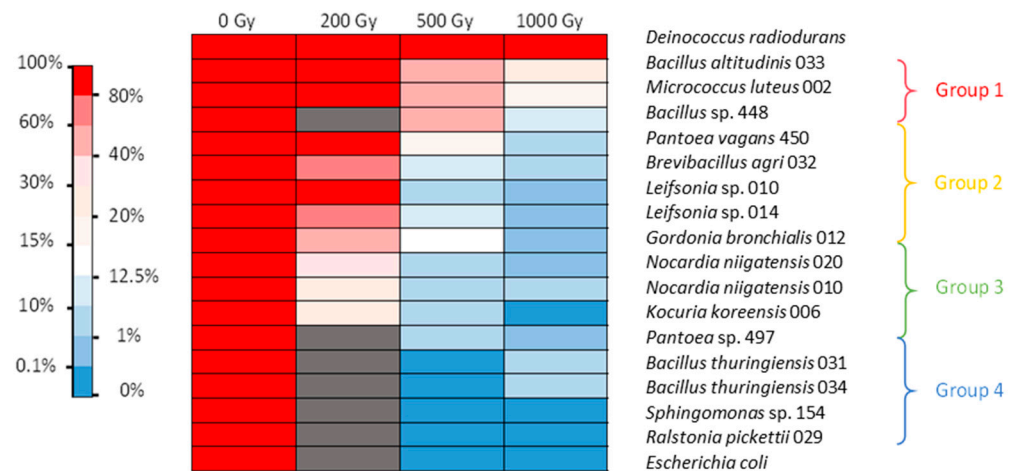 0 Gy 200 Gy 500 Gy 1000 Gy
Deinococcus radiodurans
Bacillus altitudinis 033
Micrococcus luteus 002
Bacillus sp. 448
Pantoea vagans 450
Brevibacillus agri 032
Leifsonia sp. 010
Leifsonia sp. 014
Gordonia bronchialis 012
Nocardia niigatensis 020
Nocardia niigatensis 010
Kocuria koreensis 006
Pantoea sp. 497
Bacillus thuringiensis 031
Bacillus thuringiensis 034
Sphingomonas sp. 154
Ralstonia pickettii 029
Escherichia coli
100%
80%
60%
40%
30%
20%
15%
12.5%
10%
1%
0.1%
0%
Group 1
Group 2
Group 3
Group 4